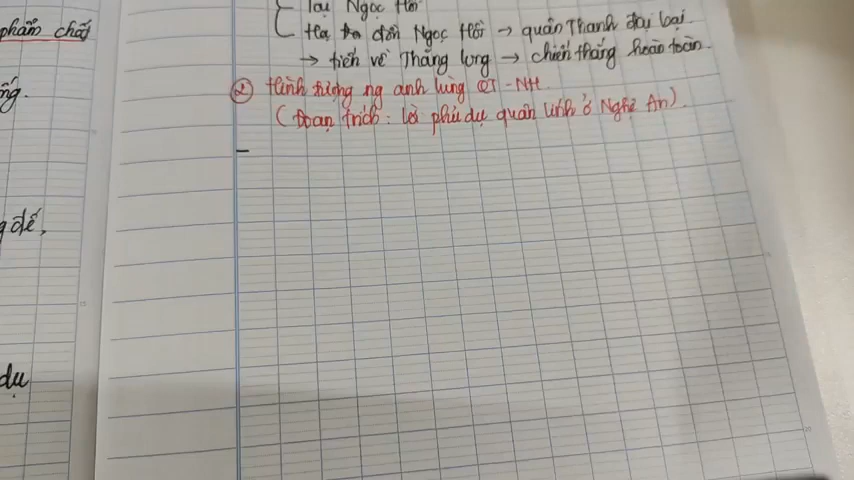 phẩm chất
ng.
g đế,
dụ
lại Ngọc Hồi
Hạ đồn Ngọc Hồi → quân Thanh đại bại
→ tiến về Thăng Long → chiến thắng hoàn toàn.
② Hình tượng ng anh hùng QT - NH.
(Đoạn trích: Lời phủ dụ quân lính ở Nghệ An).
-